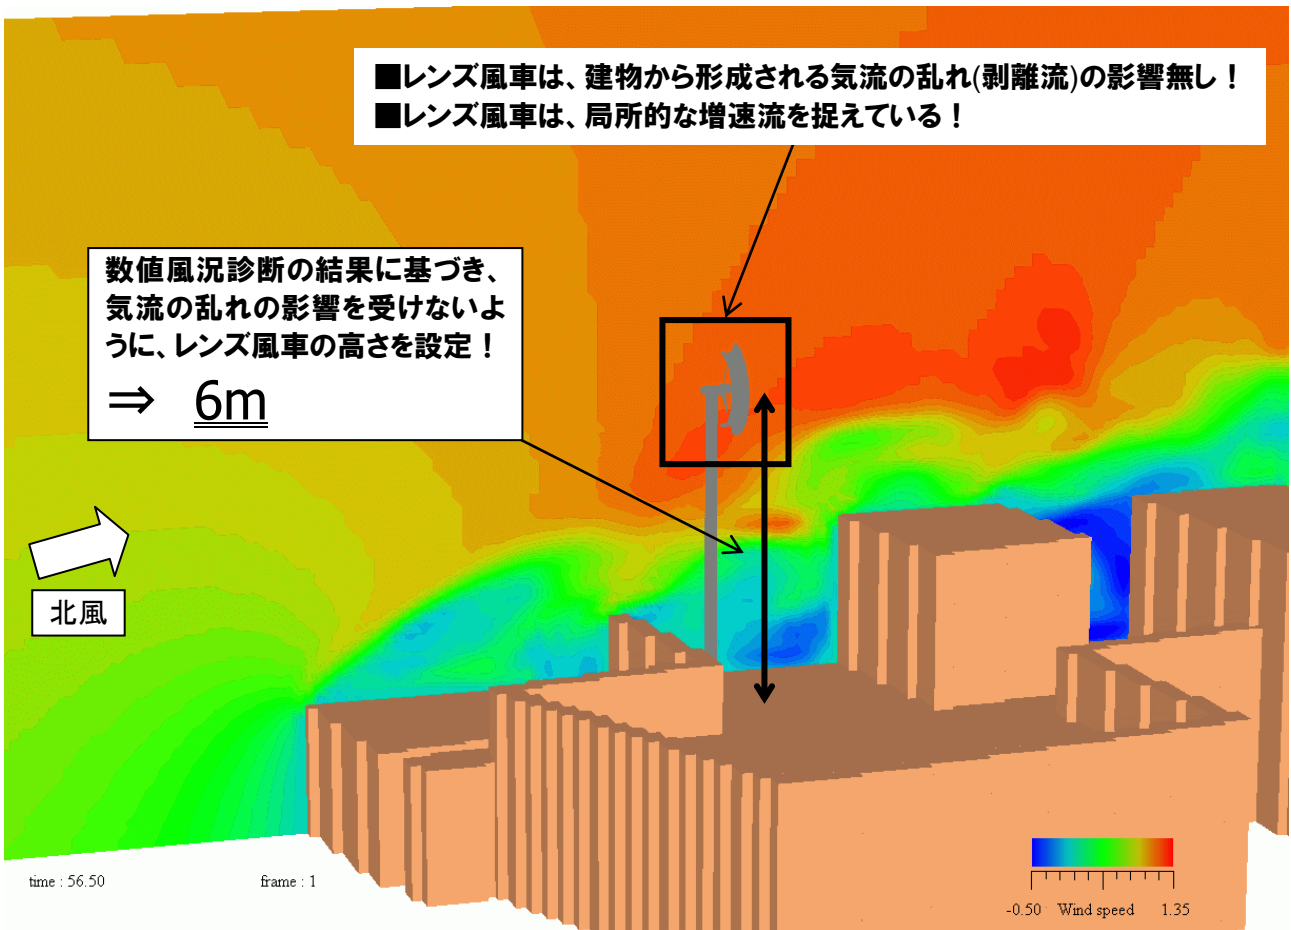 ■レンズ風車は、建物から形成される気流の乱れ(剥離流)の影響無し！
■レンズ風車は、局所的な増速流を捉えている！
数値風況診断の結果に基づき、
気流の乱れの影響を受けないよ
うに、レンズ風車の高さを設定！
⇒ 6m
北風
time : 56.50
frame : 1
-0.50 Wind speed 1.35